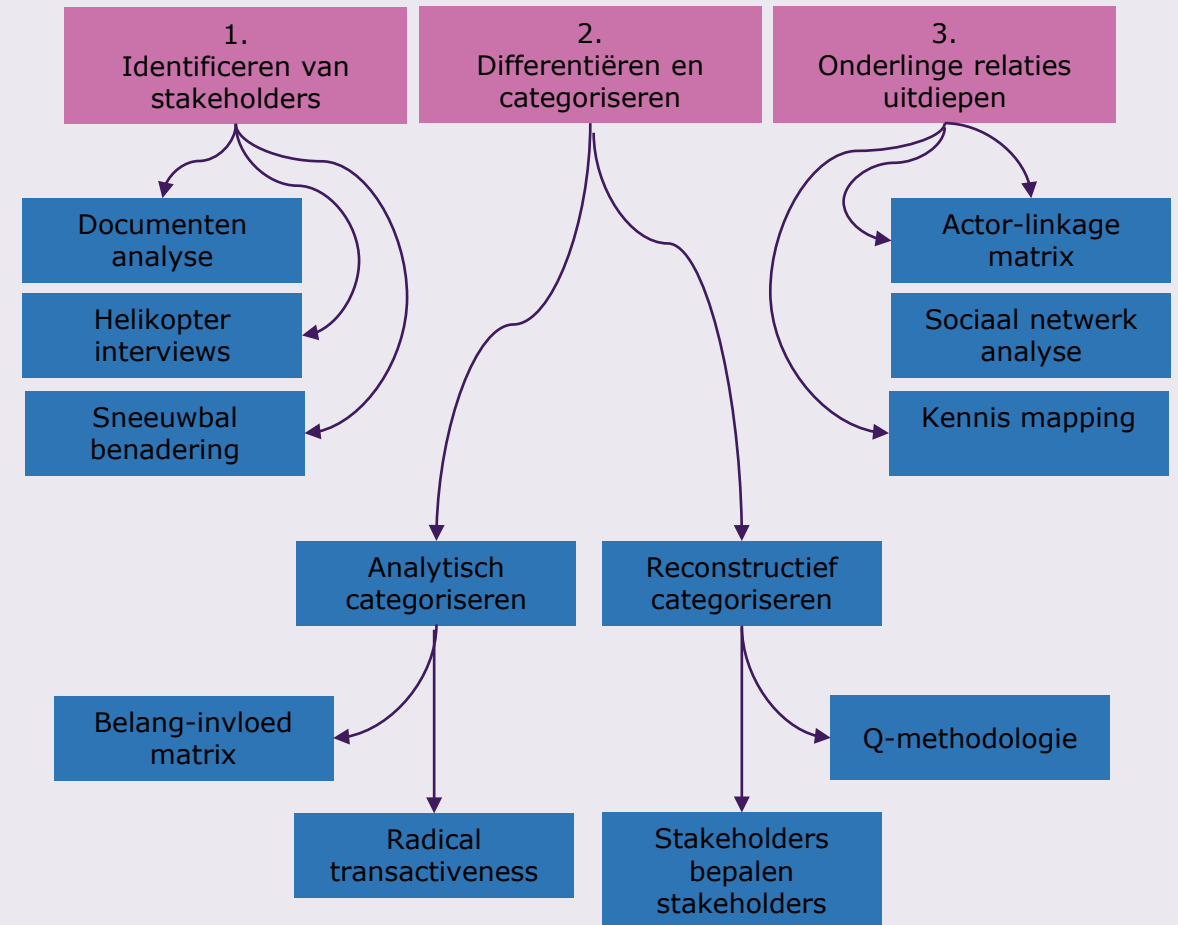 1.
Identificeren van
stakeholders
2.
Differentiëren en
categoriseren
3.
Onderlinge relaties
uitdiepen
Documenten
analyse
Helikopter
interviews
Sneeuwbal
benadering
Actor-linkage
matrix
Sociaal netwerk
analyse
Kennis mapping
Analytisch
categoriseren
Reconstructief
categoriseren
Belang-invloed
matrix
Q-methodologie
Radical
transactiveness
Stakeholders
bepalen
stakeholders